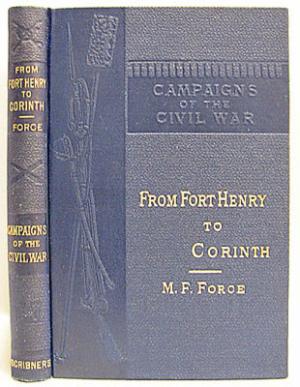 FROM
FORT HENRY
TO
CORINTH
FORCE
CAMPAIGNS
OF THE
CIVIL WAR
SCRIBNERS
CAMPAIGNS
OF THE
CIVIL WAR
FROM FORT HENRY
TO
CORINTH
M. F. FORCE